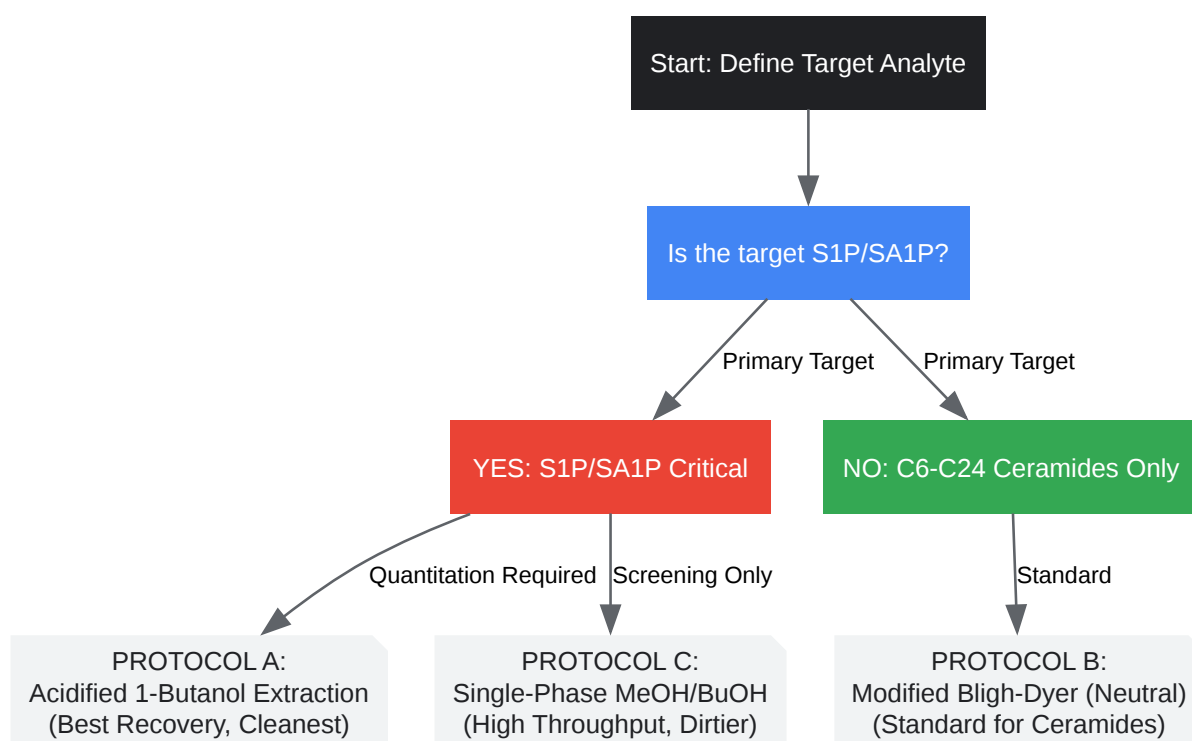 Start: Define Target Analyte
Is the target S1P/SA1P?
Primary Target
Primary Target
YES: S1P/SA1P Critical
NO: C6-C24 Ceramides Only
Quantitation Required
Screening Only
Standard
PROTOCOL A:
Acidified 1-Butanol Extraction
(Best Recovery, Cleanest)
PROTOCOL C:
Single-Phase MeOH/BuOH
(High Throughput, Dirtier)
PROTOCOL B:
Modified Bligh-Dyer (Neutral)
(Standard for Ceramides)